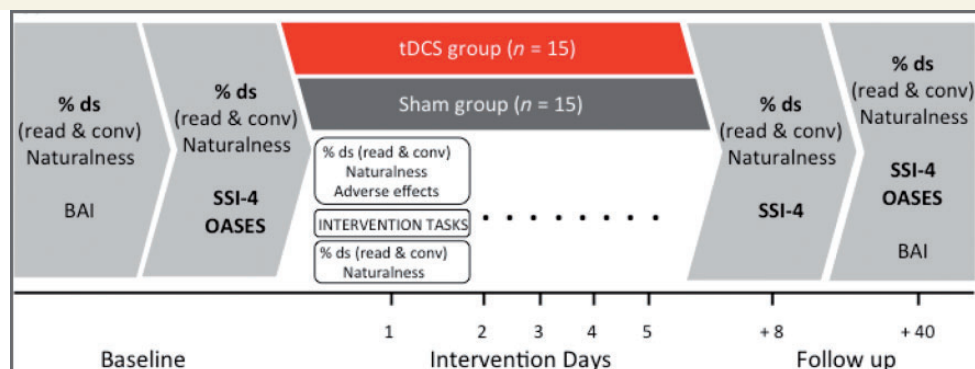 % ds
(read & conv)
Naturalness
BAI
% ds
(read & conv)
Naturalness
SSI-4
OASES
tDCS group (n = 15)
Sham group (n = 15)
% ds (read & conv)
Naturalness
Adverse effects
INTERVENTION TASKS
% ds (read & conv)
Naturalness
% ds
(read & conv)
Naturalness
SSI-4
% ds
(read & conv)
Naturalness
SSI-4
OASES
BAI
1
2
3
4
5
+ 8
+ 40
Baseline
Intervention Days
Follow up